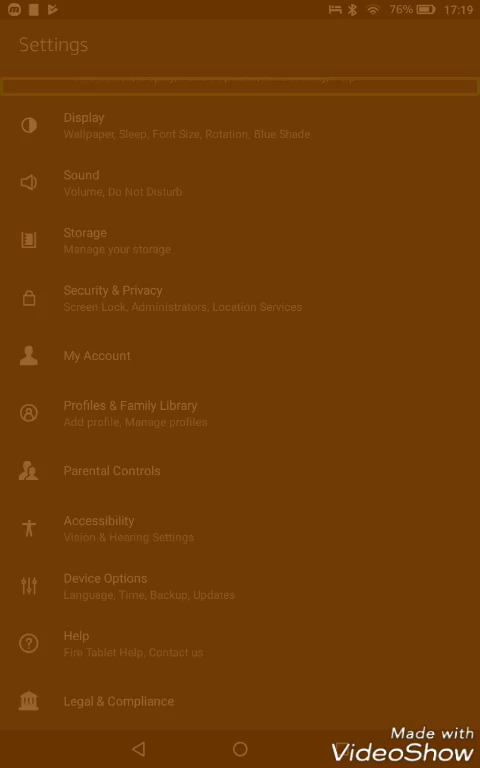 76% 17:19
Settings
Display
Wallpaper, Sleep, Font Size, Rotation, Blue Shade
Sound
Volume, Do Not Disturb
Storage
Manage your storage
Security & Privacy
Screen Lock, Administrators, Location Services
My Account
Profiles & Family Library
Add profile, Manage profiles
Parental Controls
Accessibility
Vision & Hearing Settings
Device Options
Language, Time, Backup, Updates
Help
Fire Tablet Help, Contact us
Legal & Compliance
Made with
VideoShow